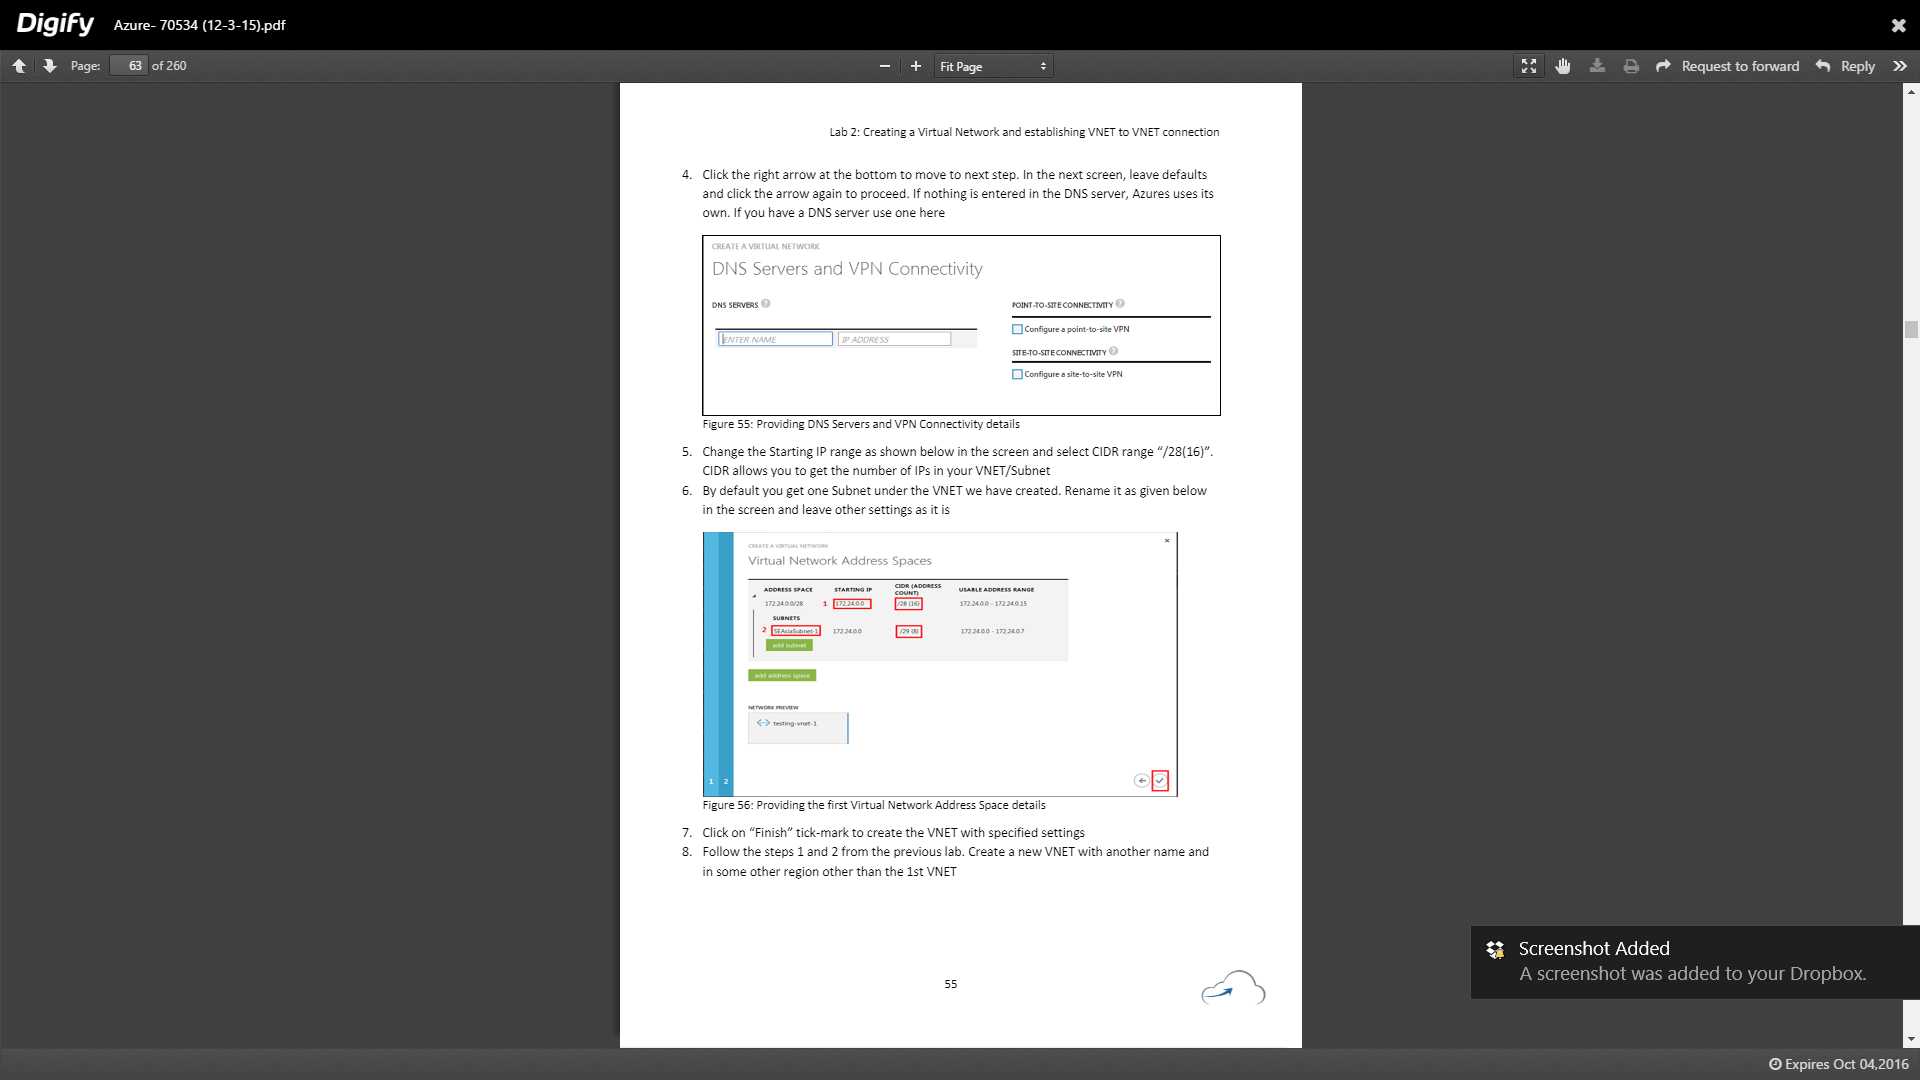 Digify Azure- 70534 (12-3-15).pdf
Page: 63 of 260
Fit Page
Request to forward Reply
Lab 2: Creating a Virtual Network and establishing VNET to VNET connection
4. Click the right arrow at the bottom to move to next step. In the next screen, leave defaults
and click the arrow again to proceed. If nothing is entered in the DNS server, Azures uses its
own. If you have a DNS server use one here
CREATE A VIRTUAL NETWORK
DNS Servers and VPN Connectivity
DNS SERVERS
POINT-TO-SITE CONNECTIVITY
Configure a point-to-site VPN
ENTER NAME IP ADDRESS
SITE-TO-SITE CONNECTIVITY
Configure a site-to-site VPN
Figure 55: Providing DNS Servers and VPN Connectivity details
5. Change the Starting IP range as shown below in the screen and select CIDR range “/28(16)”.
CIDR allows you to get the number of IPs in your VNET/Subnet
6. By default you get one Subnet under the VNET we have created. Rename it as given below
in the screen and leave other settings as it is
CREATE A VIRTUAL NETWORK
Virtual Network Address Spaces
ADDRESS SPACE STARTING IP CIDR (ADDRESS COUNT) USABLE ADDRESS RANGE
172.24.0.0/28 1 172.24.0.0 /28 (16) 172.24.0.0 - 172.24.0.15
SUBNETS
2 SEAsiaSubnet-1 172.24.0.0 /29 (8) 172.24.0.0 - 172.24.0.7
add subnet
add address space
NETWORK PREVIEW
testing-vnet-1
1 2
Figure 56: Providing the first Virtual Network Address Space details
7. Click on “Finish” tick-mark to create the VNET with specified settings
8. Follow the steps 1 and 2 from the previous lab. Create a new VNET with another name and
in some other region other than the 1st VNET
55
Screenshot Added
A screenshot was added to your Dropbox.
Expires Oct 04,2016